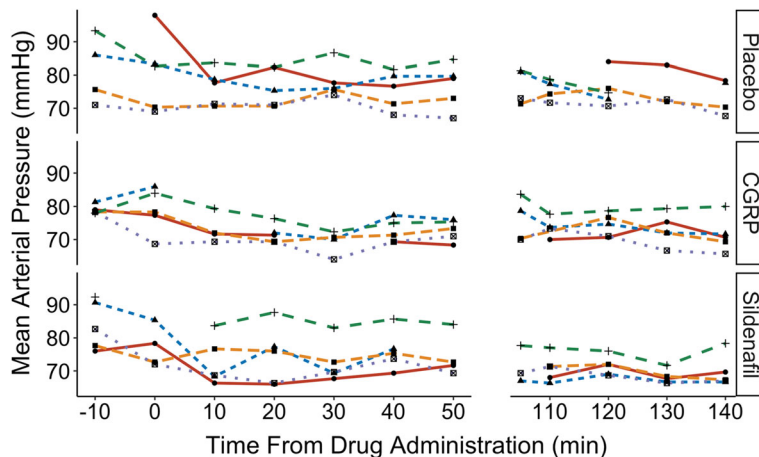 Mean Arterial Pressure (mmHg)
90
80
70
Placebo
90
80
70
CGRP
90
80
70
Sildenafil
-10 0 10 20 30 40 50 110 120 130 140
Time From Drug Administration (min)